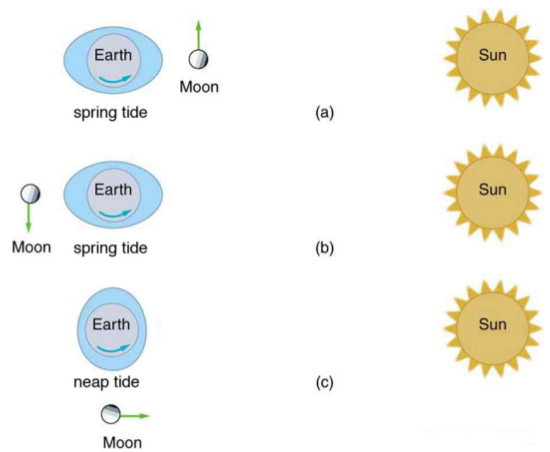 Earth
Sun
Moon
spring tide
(a)
Earth
Sun
Moon
spring tide
(b)
Earth
Sun
neap tide
(c)
Moon